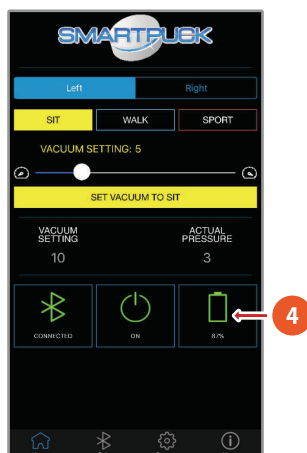 SMARTPUCK
Left Right
SIT WALK SPORT
VACUUM SETTING: 5
SET VACUUM TO SIT
VACUUM SETTING ACTUAL PRESSURE
10 3
CONNECTED ON 87%
4